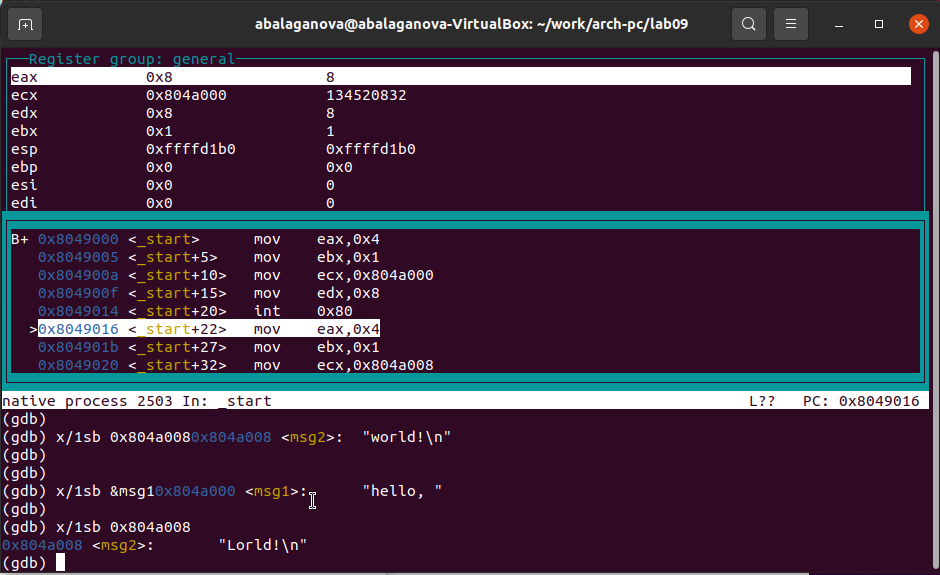 abalaganova@abalaganova-VirtualBox: ~/work/arch-pc/lab09
Register group: general
eax 0x8 8
ecx 0x804a000 134520832
edx 0x8 8
ebx 0x1 1
esp 0xffffd1b0 0xffffd1b0
ebp 0x0 0x0
esi 0x0 0
edi 0x0 0
B+ 0x8049000 <_start> mov eax,0x4
0x8049005 <_start+5> mov ebx,0x1
0x804900a <_start+10> mov ecx,0x804a000
0x804900f <_start+15> mov edx,0x8
0x8049014 <_start+20> int 0x80
>0x8049016 <_start+22> mov eax,0x4
0x804901b <_start+27> mov ebx,0x1
0x8049020 <_start+32> mov ecx,0x804a008
native process 2503 In: _start L?? PC: 0x8049016
(gdb)
(gdb) x/1sb 0x804a0080x804a008 <msg2>: "world!\n"
(gdb)
(gdb)
(gdb) x/1sb &msg10x804a000 <msg1>: "hello, "
(gdb)
(gdb) x/1sb 0x804a008
0x804a008 <msg2>: "Lorld!\n"
(gdb)